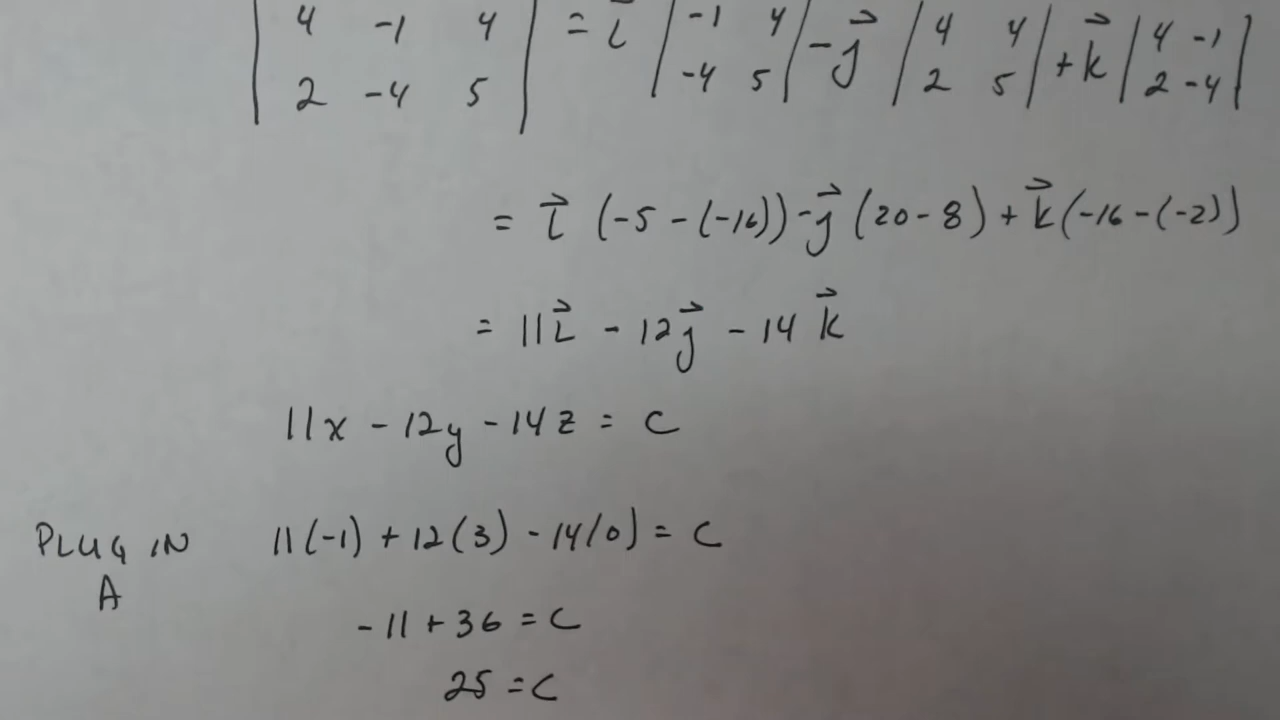 | 4 -1 4 | = i⃗ | -1 4 | - j⃗ | 4 4 | + k⃗ | 4 -1 |
| 2 -4 5 | | -4 5 | | 2 5 | | 2 -4 |
= i⃗ (-5 - (-16)) - j⃗ (20 - 8) + k⃗ (-16 - (-2))
= 11i⃗ - 12j⃗ - 14 k⃗
11x - 12y - 14z = C
PLUG IN 11(-1) + 12(3) - 14(0) = C
A
-11 + 36 = C
25 = C